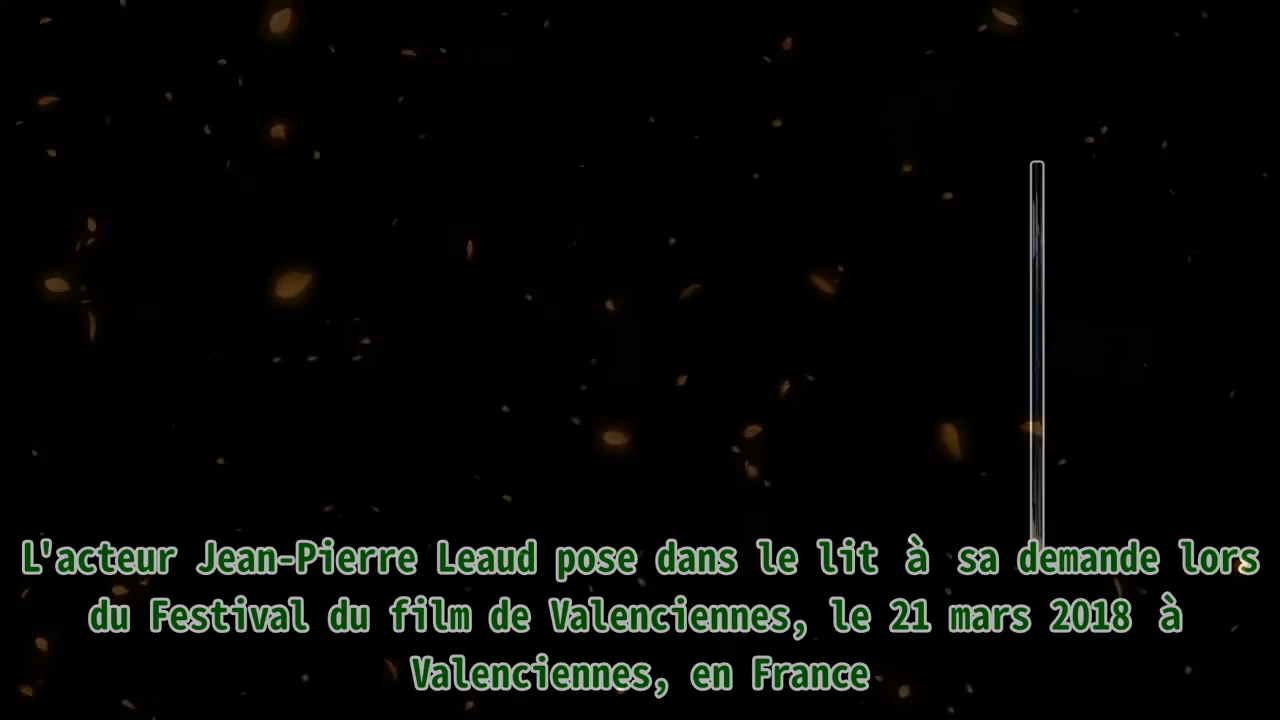 L'acteur Jean-Pierre Leaud pose dans le lit à sa demande lors
du Festival du film de Valenciennes, le 21 mars 2018 à
Valenciennes, en France